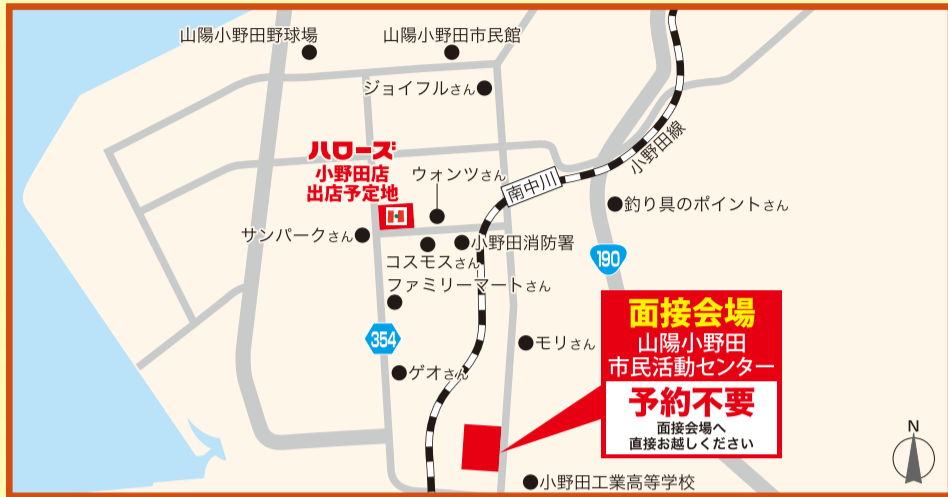 山陽小野田野球場
山陽小野田市民館
ジョイフルさん
小野田線
ハローズ
小野田店
出店予定地
ウォンツさん
南中川
釣り具のポイントさん
サンパークさん
小野田消防署
コスモスさん
190
ファミリーマートさん
354
モリさん
ゲオさん
面接会場
山陽小野田
市民活動センター
予約不要
面接会場へ
直接お越しください
N
小野田工業高等学校